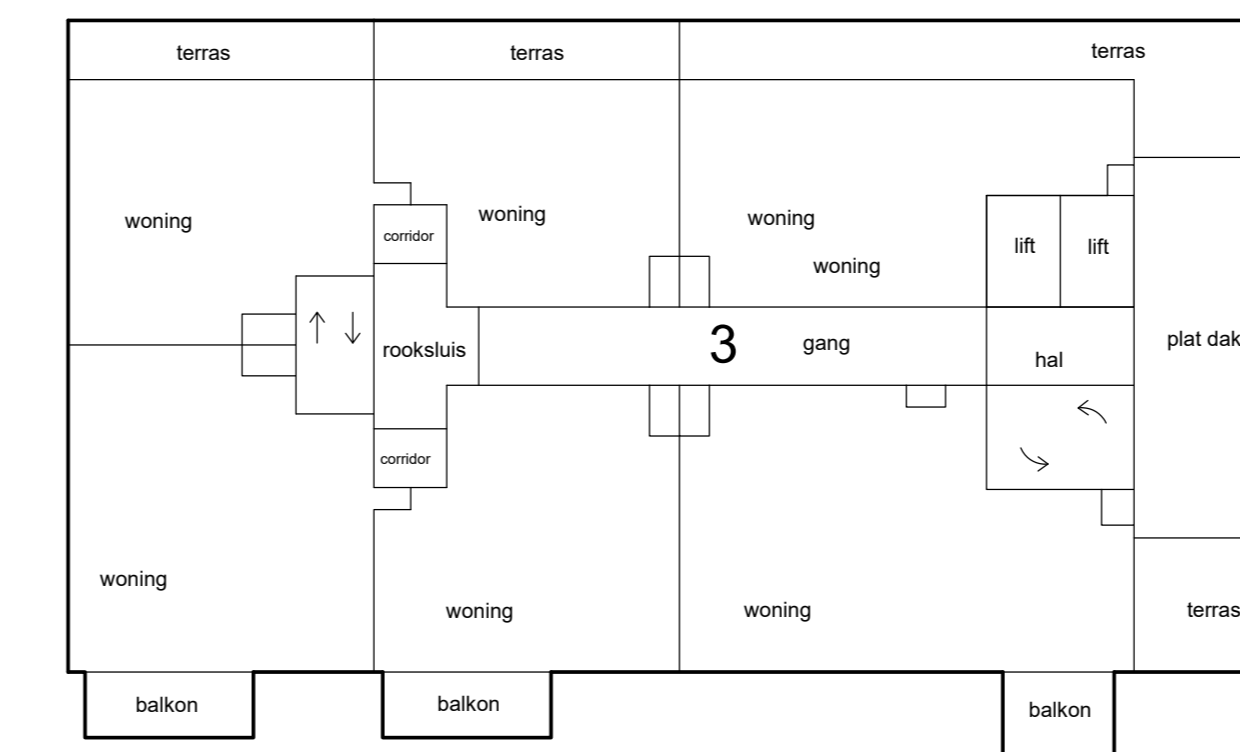 terras
terras
terras
woning
woning
woning
woning
corridor
lift
lift
rooksluis
3
gang
hal
plat dak
corridor
woning
woning
woning
terras
balkon
balkon
balkon